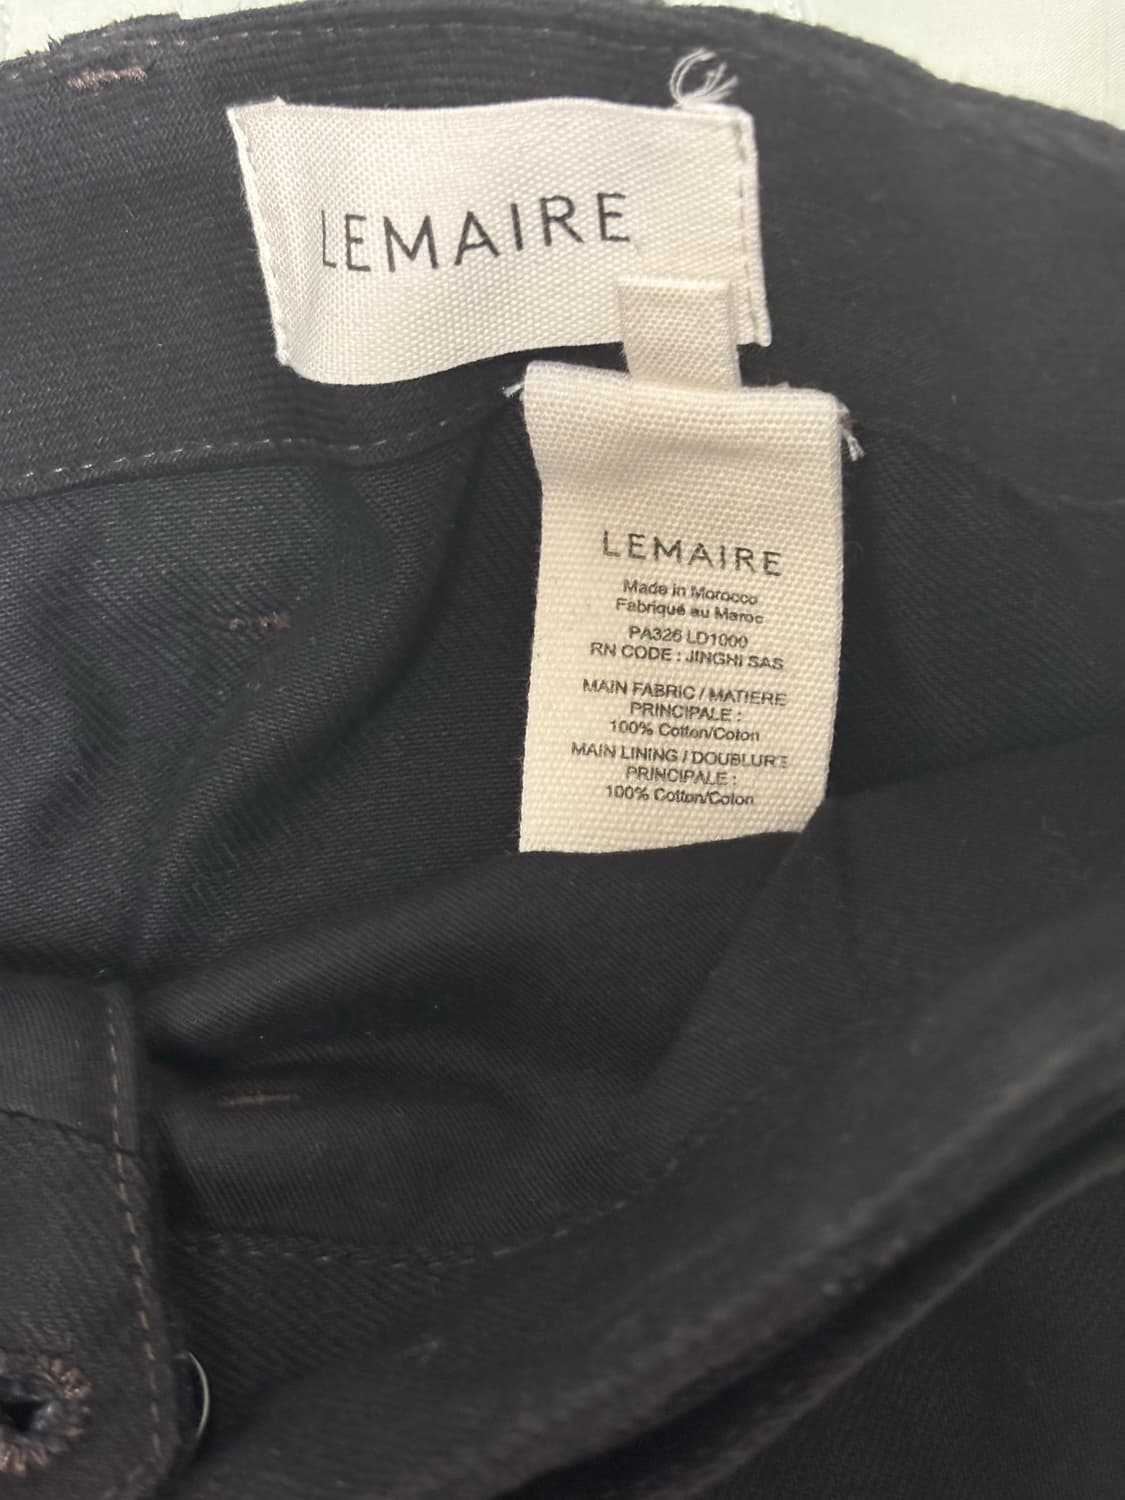 LEMAIRE
LEMAIRE
Made in Morocco
Fabriqué au Maroc
PA326 LD1000
RN CODE : JINGHI SAS
MAIN FABRIC / MATIERE
PRINCIPALE :
100% Cotton/Coton
MAIN LINING / DOUBLURE
PRINCIPALE :
100% Cotton/Coton